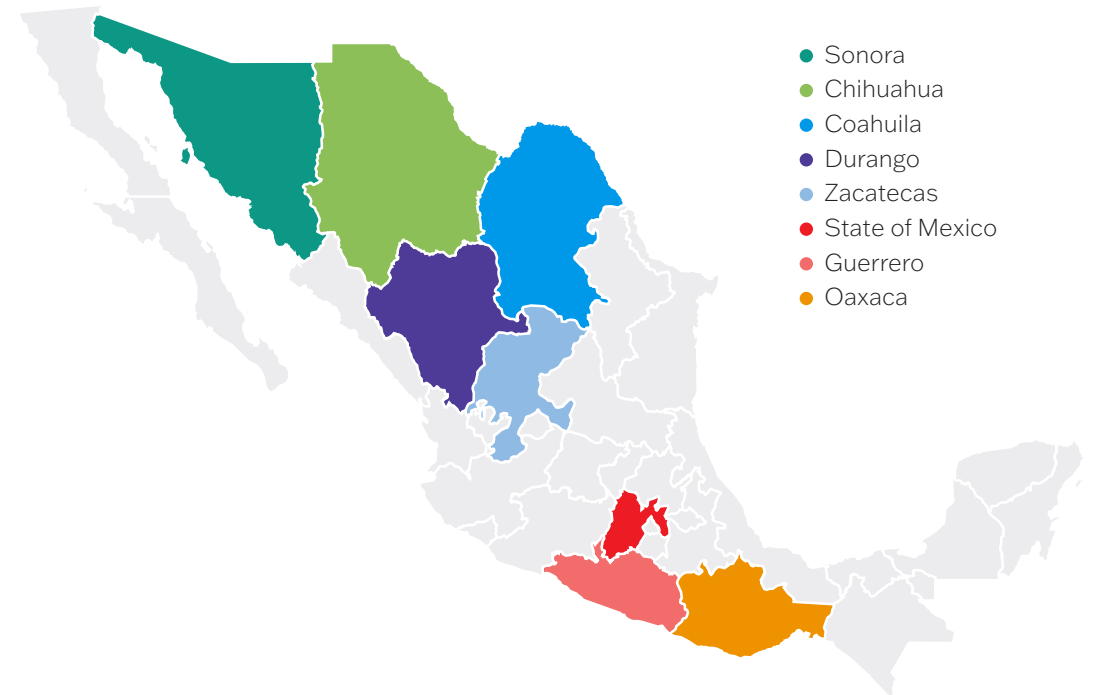 Sonora
Chihuahua
Coahuila
Durango
Zacatecas
State of Mexico
Guerrero
Oaxaca